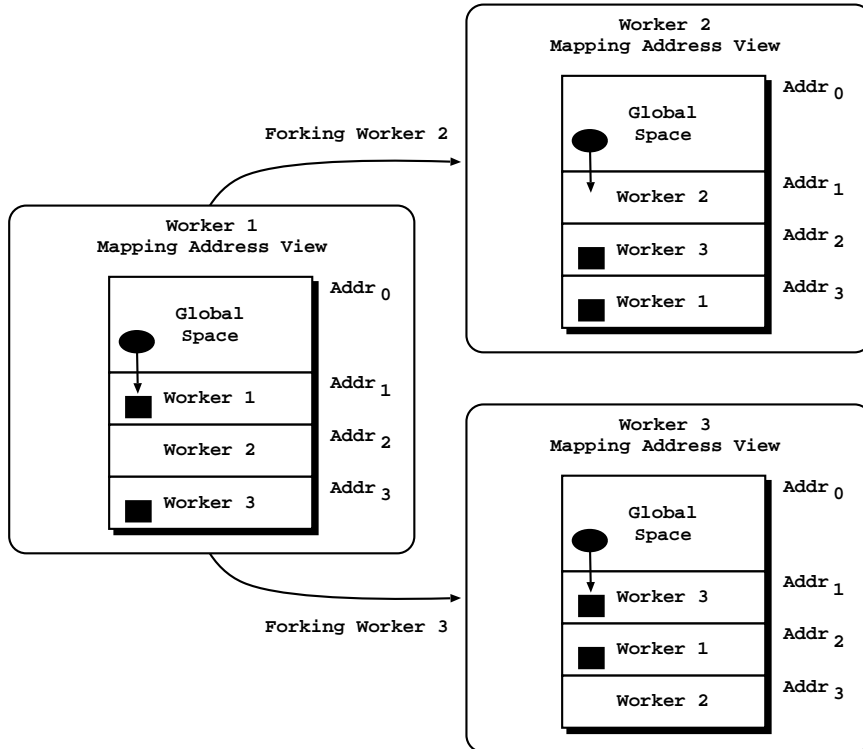 Worker 2
Mapping Address View
Addr 0
Global
Space
Worker 2
Addr 1
Worker 3
Addr 2
Worker 1
Addr 3
Forking Worker 2
Worker 1
Mapping Address View
Addr 0
Global
Space
Worker 1
Addr 1
Worker 2
Addr 2
Worker 3
Addr 3
Forking Worker 3
Worker 3
Mapping Address View
Addr 0
Global
Space
Worker 3
Addr 1
Worker 1
Addr 2
Worker 2
Addr 3